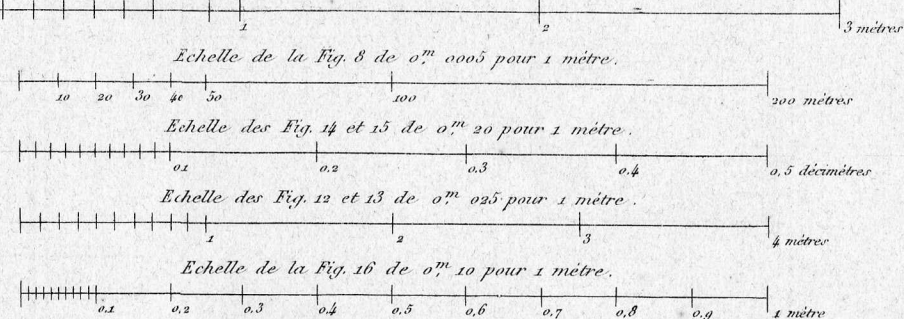 1 2 3 mètres
Echelle de la Fig. 8 de 0,m 0005 pour 1 mètre.
10 20 30 40 50 100 200 mètres
Echelle des Fig. 14 et 15 de 0,m 20 pour 1 mètre.
0,1 0,2 0,3 0,4 0,5 décimètres
Echelle des Fig. 12 et 13 de 0,m 025 pour 1 mètre.
1 2 3 4 mètres
Echelle de la Fig. 16 de 0,m 10 pour 1 mètre.
0,1 0,2 0,3 0,4 0,5 0,6 0,7 0,8 0,9 1 mètre